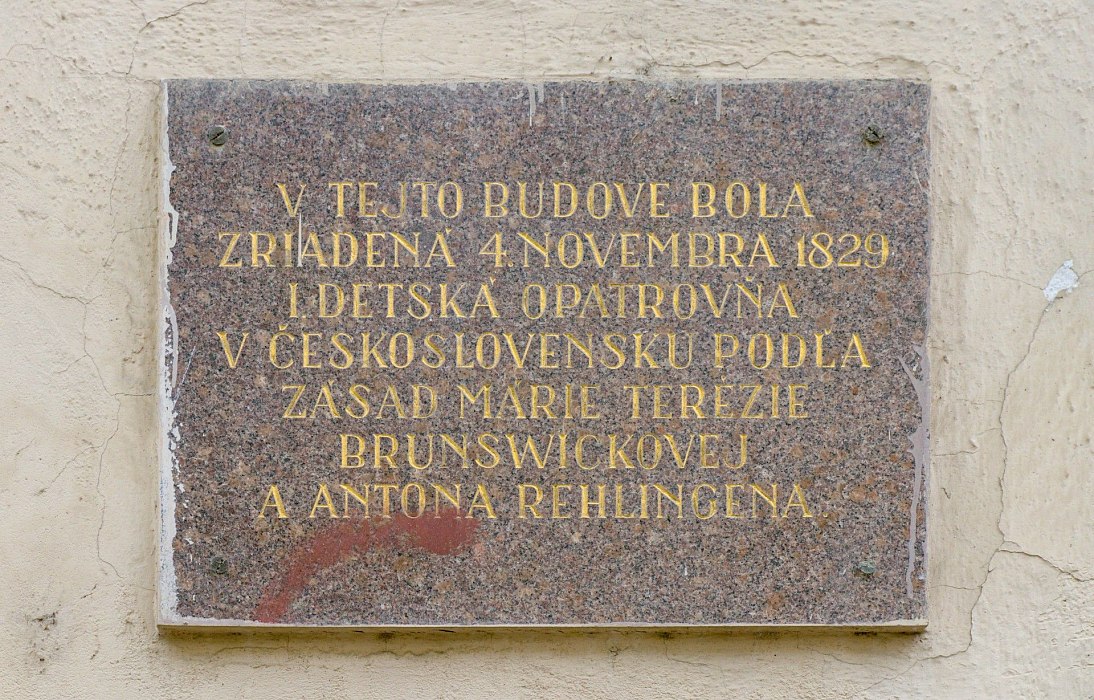 V TEJTO BUDOVE BOLA
ZRIADENÁ 4. NOVEMBRA 1829
I. DETSKÁ OPATROVŇA
V ČESKOSLOVENSKU PODĽA
ZÁSAD MÁRIE TERÉZIE
BRUNSWICKOVEJ
A ANTONA REHLINGENA.